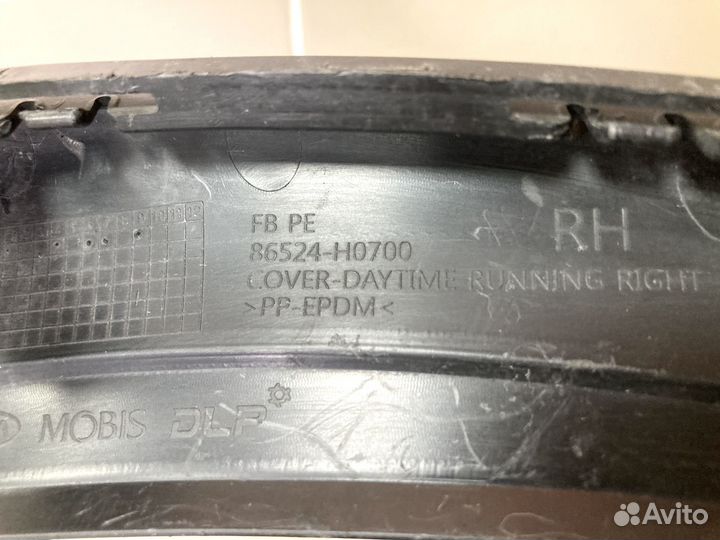 FB PE
86524-H0700
COVER-DAYTIME RUNNING RIGHT
>PP-EPDM<
RH
MOBIS DLP
Avito